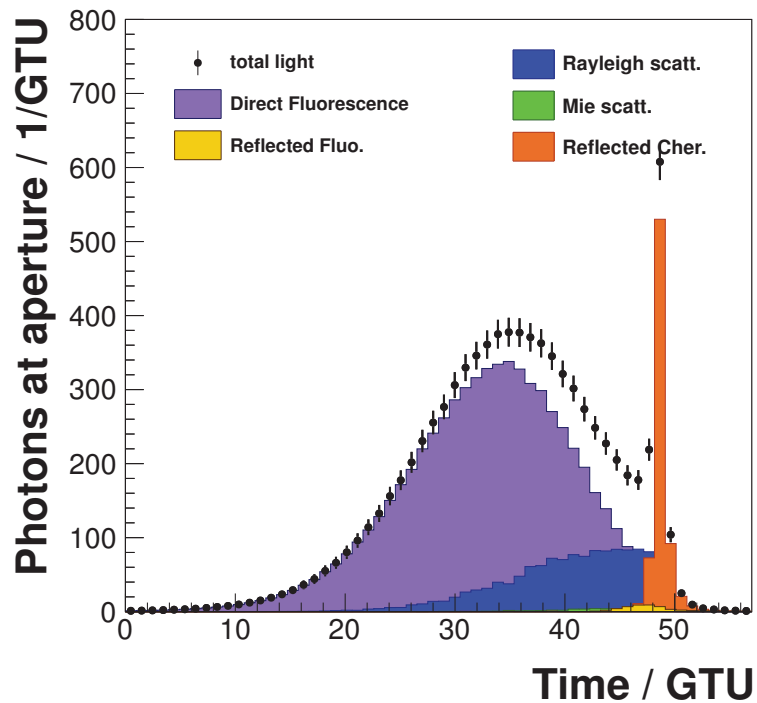 Photons at aperture / 1/GTU
800
700
600
500
400
300
200
100
0
total light
Direct Fluorescence
Reflected Fluo.
Rayleigh scatt.
Mie scatt.
Reflected Cher.
0 10 20 30 40 50
Time / GTU